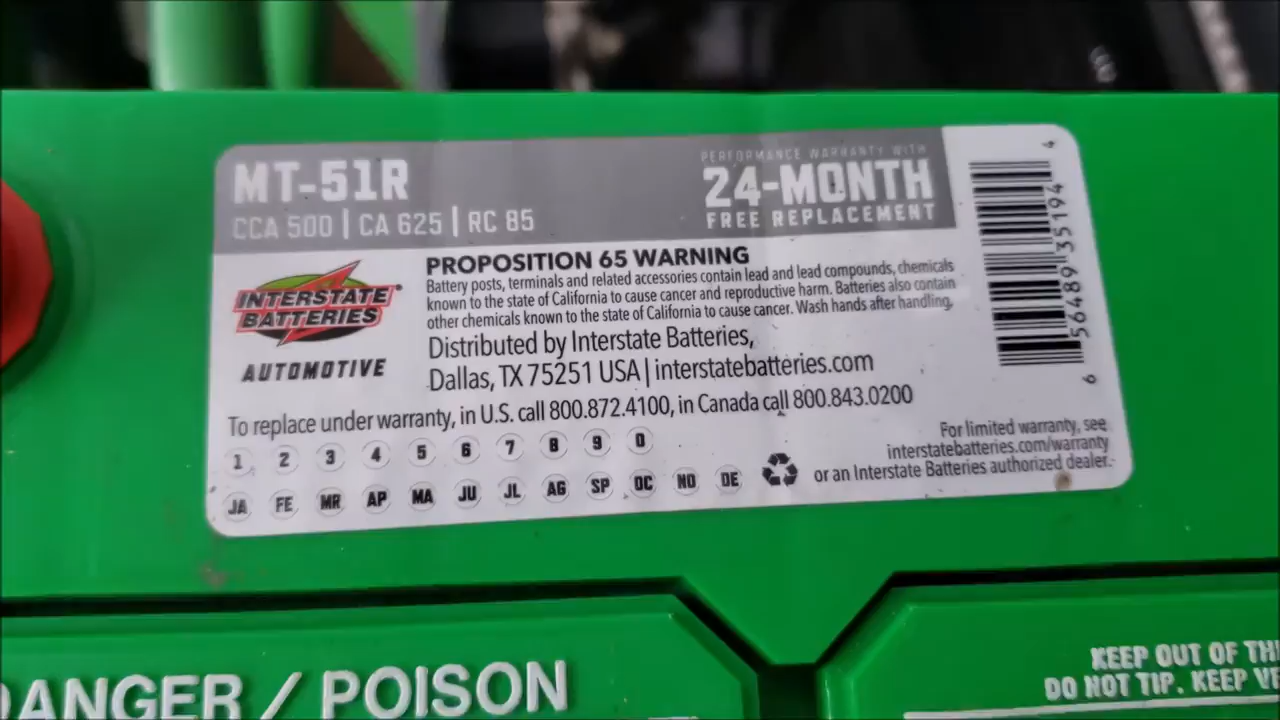 MT-51R
CCA 500 | CA 625 | RC 85
PERFORMANCE WARRANTY WITH
24-MONTH
FREE REPLACEMENT
INTERSTATE
BATTERIES
AUTOMOTIVE
PROPOSITION 65 WARNING
Battery posts, terminals and related accessories contain lead and lead compounds, chemicals
known to the state of California to cause cancer and reproductive harm. Batteries also contain
other chemicals known to the state of California to cause cancer. Wash hands after handling.
Distributed by Interstate Batteries,
Dallas, TX 75251 USA | interstatebatteries.com
To replace under warranty, in U.S. call 800.872.4100, in Canada call 800.843.0200
6 56489 35194 4
For limited warranty, see
interstatebatteries.com/warranty
or an Interstate Batteries authorized dealer.
1 2 3 4 5 6 7 8 9 0
JA FE MR AP MA JU JL AG SP OC NO DE
DANGER / POISON
KEEP OUT OF TH
DO NOT TIP. KEEP VE